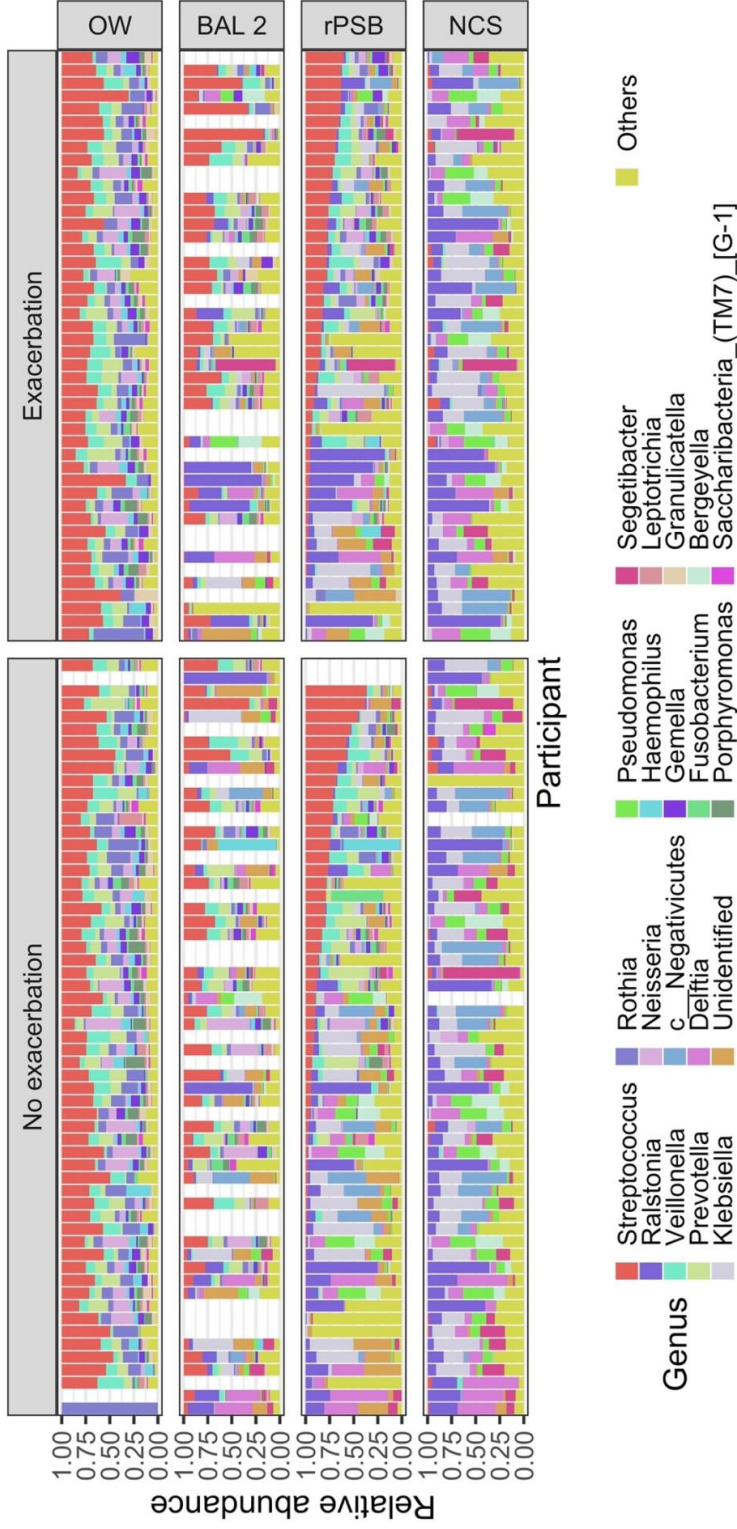 No exacerbation
Exacerbation
OW
BAL 2
rPSB
NCS
Relative abundance
1.00
0.75
0.50
0.25
0.00
1.00
0.75
0.50
0.25
0.00
1.00
0.75
0.50
0.25
0.00
1.00
0.75
0.50
0.25
0.00
Participant
Genus
Streptococcus
Ralstonia
Veillonella
Prevotella
Klebsiella
Rothia
Neisseria
c__Negativicutes
Delftia
Unidentified
Pseudomonas
Haemophilus
Gemella
Fusobacterium
Porphyromonas
Segetibacter
Leptotrichia
Granulicatella
Bergeyella
Saccharibacteria_(TM7)_[G-1]
Others